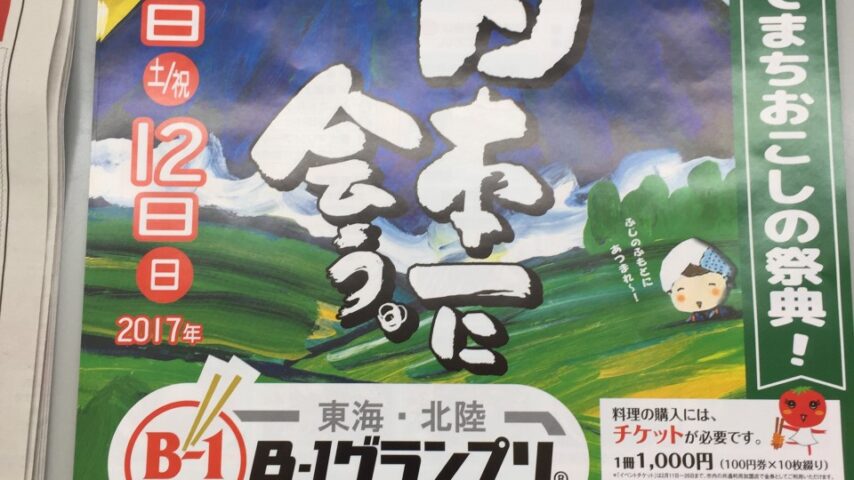 日
土/祝
12日
日
2017年
日本一に
会う。
てまちおこしの祭典!
ふじのふもとに
あつまれ〜!
東海・北陸
B-1
B-1グランプリ®
料理の購入には、
チケットが必要です。
1冊1,000円(100円券×10枚綴り)